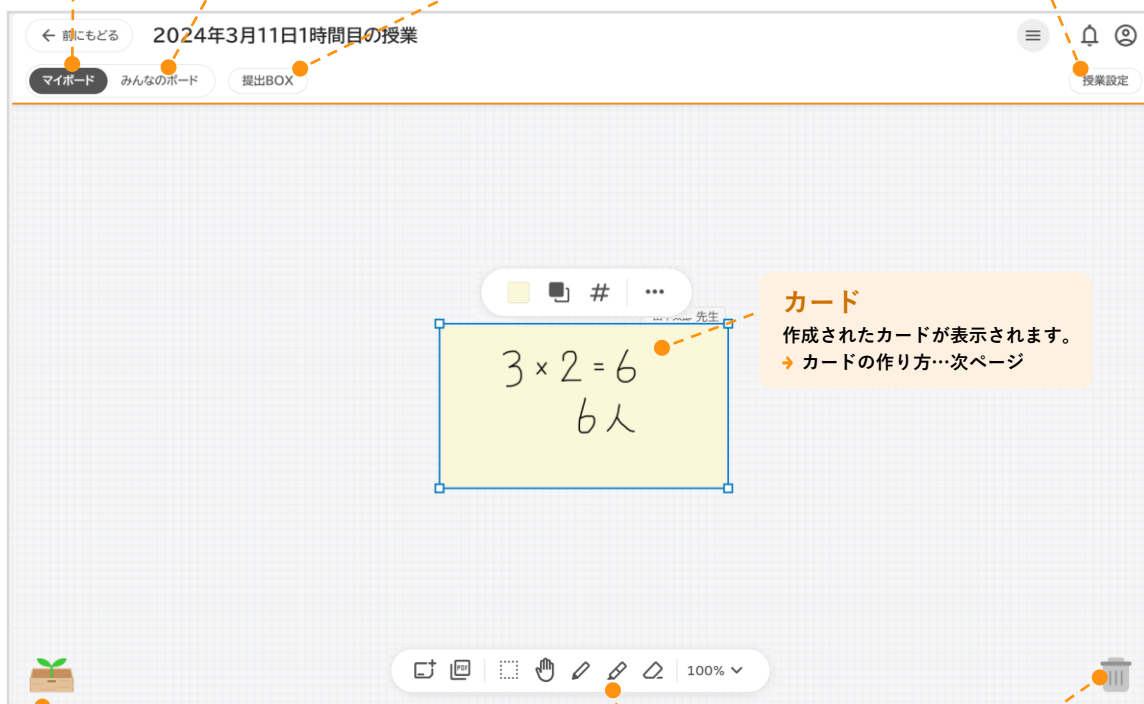 前にもどる
2024年3月11日1時間目の授業
マイボード
みんなのボード
提出BOX
授業設定
先生
カード
作成されたカードが表示されます。
カードの作り方…次ページ
3×2=6
6人
PDF
100%